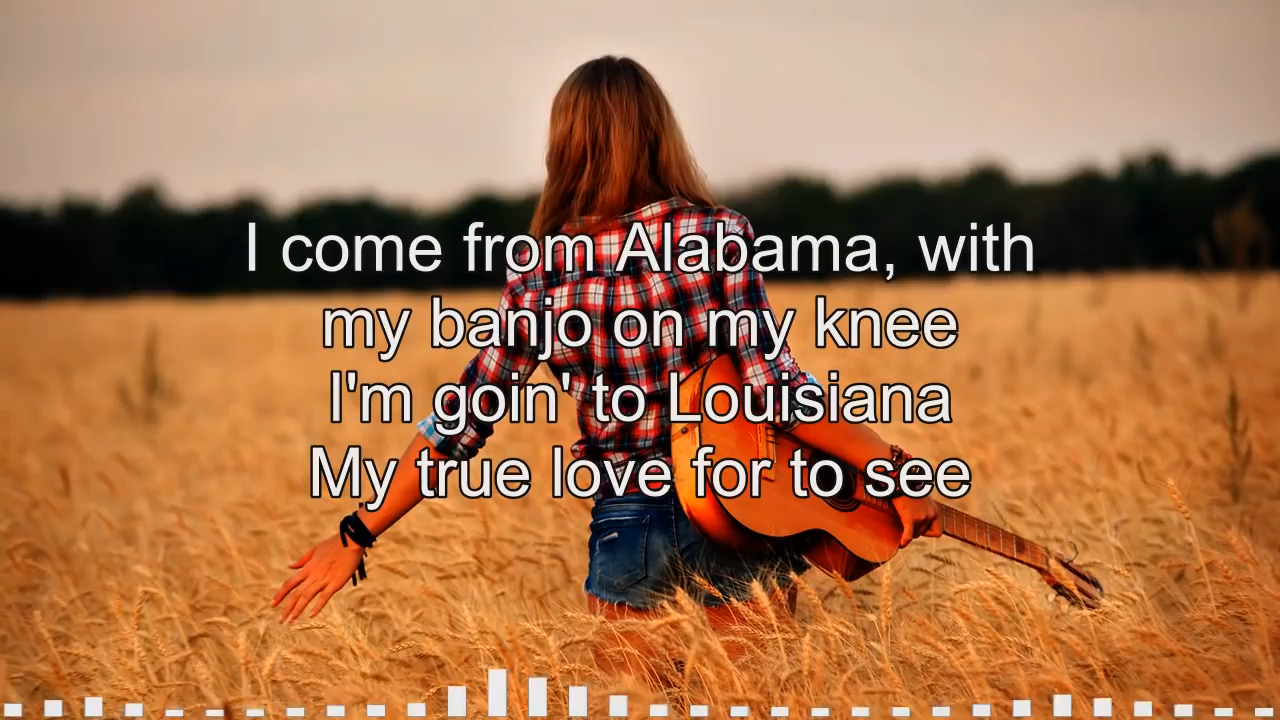 I come from Alabama, with
my banjo on my knee
I'm goin' to Louisiana
My true love for to see